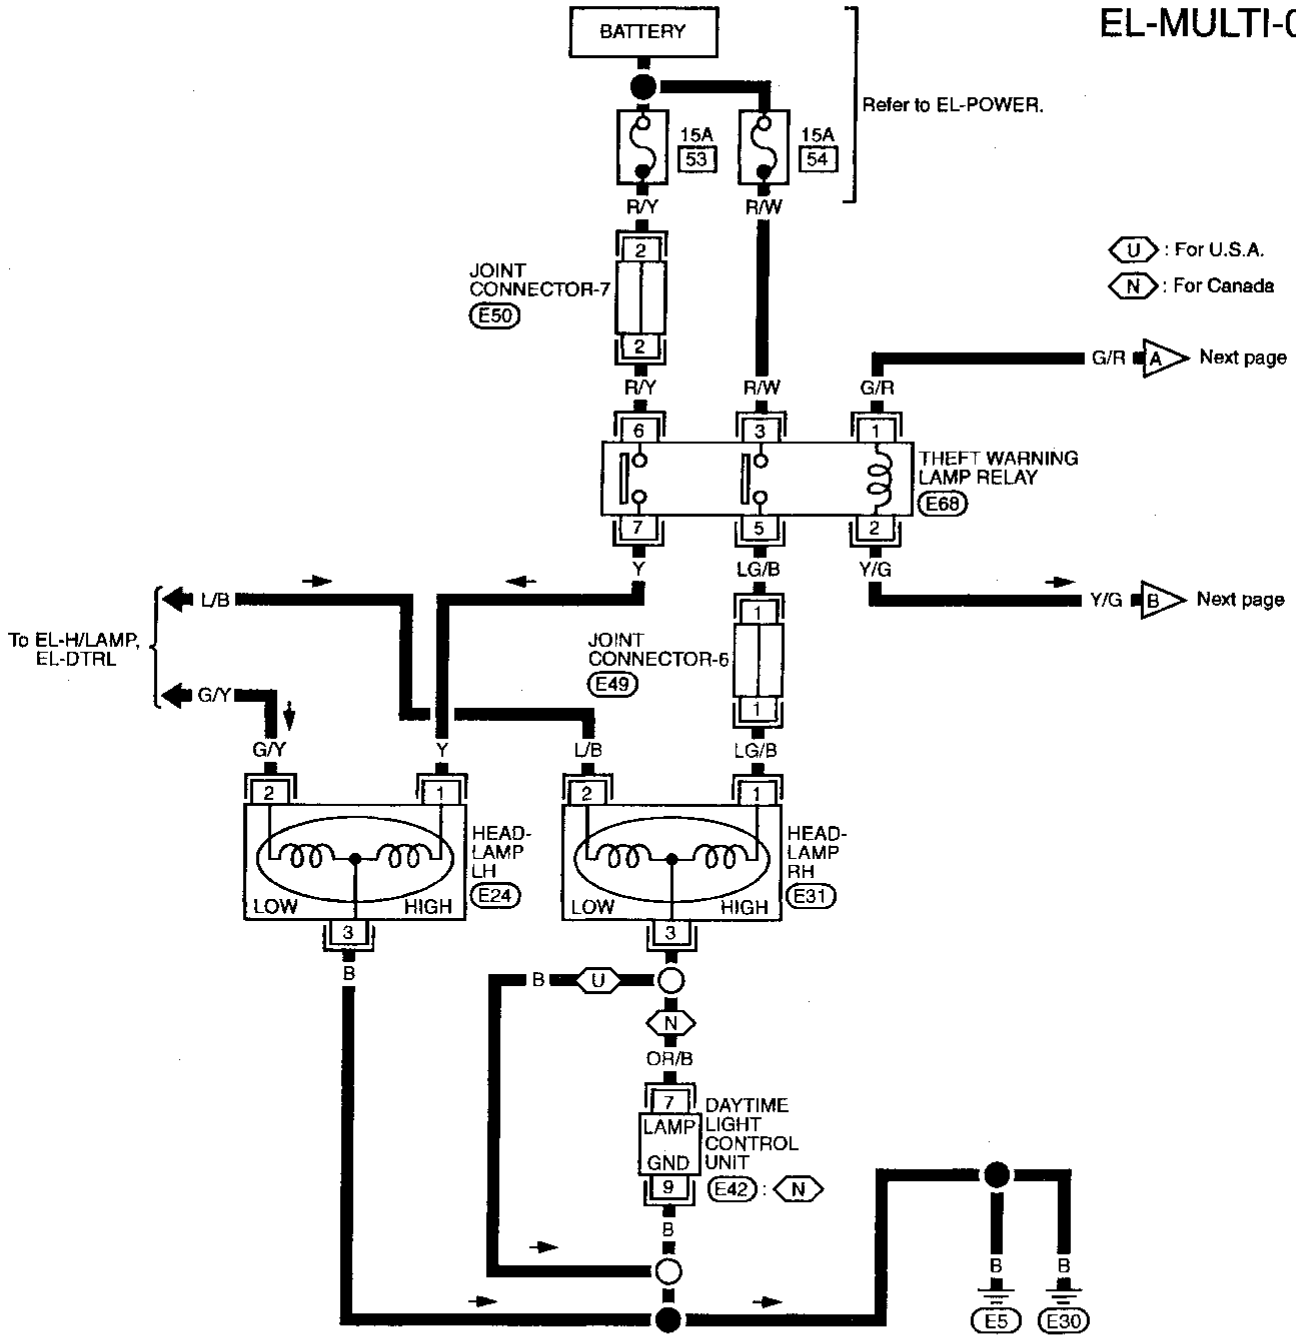 EL-MULTI-0
BATTERY
Refer to EL-POWER.
15A
53
15A
54
R/Y
R/W
2
JOINT
CONNECTOR-7
E50
2
U : For U.S.A.
N : For Canada
R/Y
R/W
G/R
G/R
A
Next page
6
3
1
THEFT WARNING
LAMP RELAY
E68
7
5
2
Y
LG/B
Y/G
L/B
Y/G
B
Next page
To EL-H/LAMP,
EL-DTRL
G/Y
1
JOINT
CONNECTOR-6
E49
1
G/Y
Y
L/B
LG/B
2
1
2
1
HEAD-
LAMP
LH
E24
LOW
HIGH
HEAD-
LAMP
RH
E31
LOW
HIGH
3
3
B
B
U
N
OR/B
7
LAMP
GND
9
DAYTIME
LIGHT
CONTROL
UNIT
E42 : N
B
B
B
E5
E30